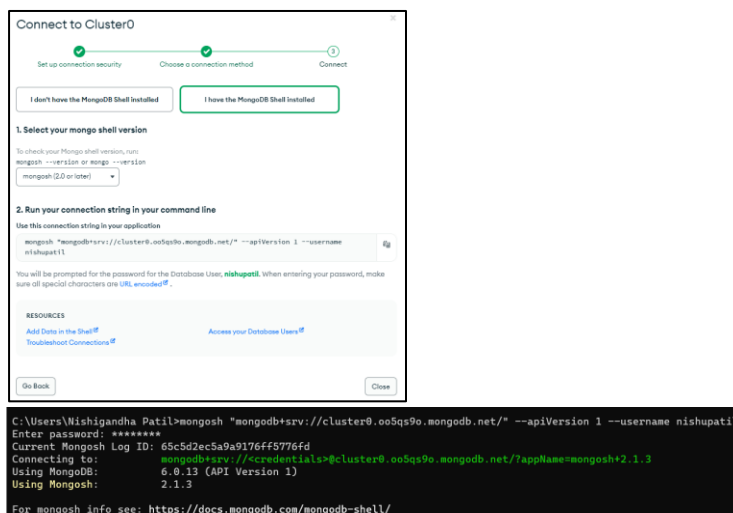 Connect to Cluster0
×
3
Set up connection security
Choose a connection method
Connect
I don't have the MongoDB Shell installed
I have the MongoDB Shell installed
1. Select your mongo shell version
To check your Mongo shell version, run:
mongosh --version or mongo --version
mongosh (2.0 or later)
2. Run your connection string in your command line
Use this connection string in your application
mongosh "mongodb+srv://cluster0.oo5qs9o.mongodb.net/" --apiVersion 1 --username
nishupatil
You will be prompted for the password for the Database User, nishupatil. When entering your password, make
sure all special characters are URL encoded.
RESOURCES
Add Data in the Shell
Access your Database Users
Troubleshoot Connections
Go Back
Close
C:\Users\Nishigandha Patil>mongosh "mongodb+srv://cluster0.oo5qs9o.mongodb.net/" --apiVersion 1 --username nishupatil
Enter password: ********
Current Mongosh Log ID: 65c5d2ec5a9a9176ff5776fd
Connecting to: mongodb+srv://<credentials>@cluster0.oo5qs9o.mongodb.net/?appName=mongosh+2.1.3
Using MongoDB: 6.0.13 (API Version 1)
Using Mongosh: 2.1.3
For mongosh info see: https://docs.mongodb.com/mongodb-shell/